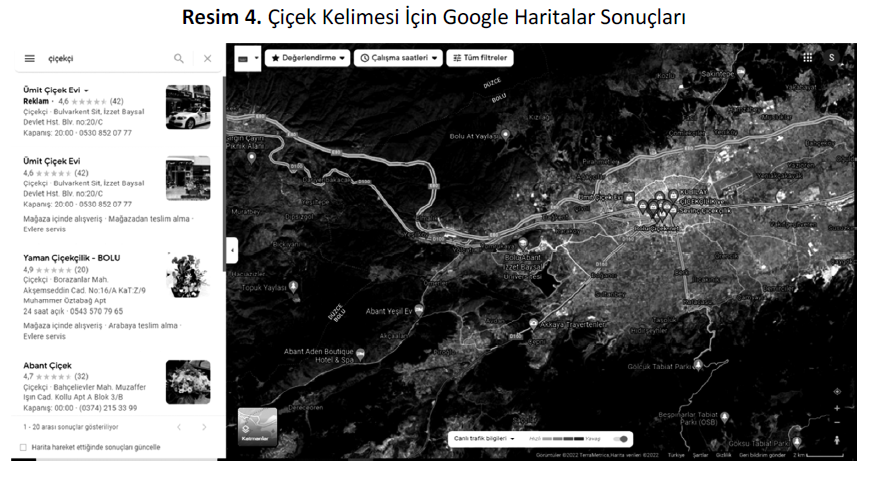 Resim 4. Çiçek Kelimesi İçin Google Haritalar Sonuçları
çiçekçi
Değerlendirme
Çalışma saatleri
Tüm filtreler
S
Ümit Çiçek Evi
Reklam · 4,6 (42)
Çiçekçi · Bulvarkent Sit, İzzet Baysal
Devlet Hst. Blv. no:20/C
Kapanış: 20:00 · 0530 852 07 77
Ümit Çiçek Evi
4,6 (42)
Çiçekçi · Bulvarkent Sit, İzzet Baysal
Devlet Hst. Blv. no:20/C
Kapanış: 20:00 · 0530 852 07 77
Mağaza içinde alışveriş · Mağazadan teslim alma ·
Evlere servis
Yaman Çiçekçilik - BOLU
4,9 (20)
Çiçekçi · Borazanlar Mah.
Akşemseddin Cad. No:16/A KaT:Z/9
Muhammer Öztabağ Apt
24 saat açık · 0543 570 79 65
Mağaza içinde alışveriş · Arabaya teslim alma ·
Evlere servis
Abant Çiçek
4,7 (32)
Çiçekçi · Bahçelievler Mah. Muzaffer
Işın Cad. Kollu Apt A Blok 3/B
Kapanış: 00:00 · (0374) 215 33 99
1 - 20 arası sonuçlar gösteriliyor
Harita hareket ettiğinde sonuçları güncelle
DÜZCE
BOLU
Bolu At Yaylası
Piknik Alanı
Ümit Çiçek Evi
Bolu Abant
İzzet Baysal
Üniversitesi
Topuk Yaylası
DÜZCE
BOLU
Abant Yeşil Ev
Akkaya Travertenleri
Abant Aden Boutique
Hotel & Spa
Gölcük Tabiat Parkı
Beşpınarlar Tabiat
Parkı (OSB)
Göksu Tabiat Parkı
Katmanlar
Canlı trafik bilgileri
Hızlı
Yavaş
Görüntüler ©2022 TerraMetrics, Harita verileri ©2022
Türkiye
Şartlar
Gizlilik
Geri bildirim gönder
2 km